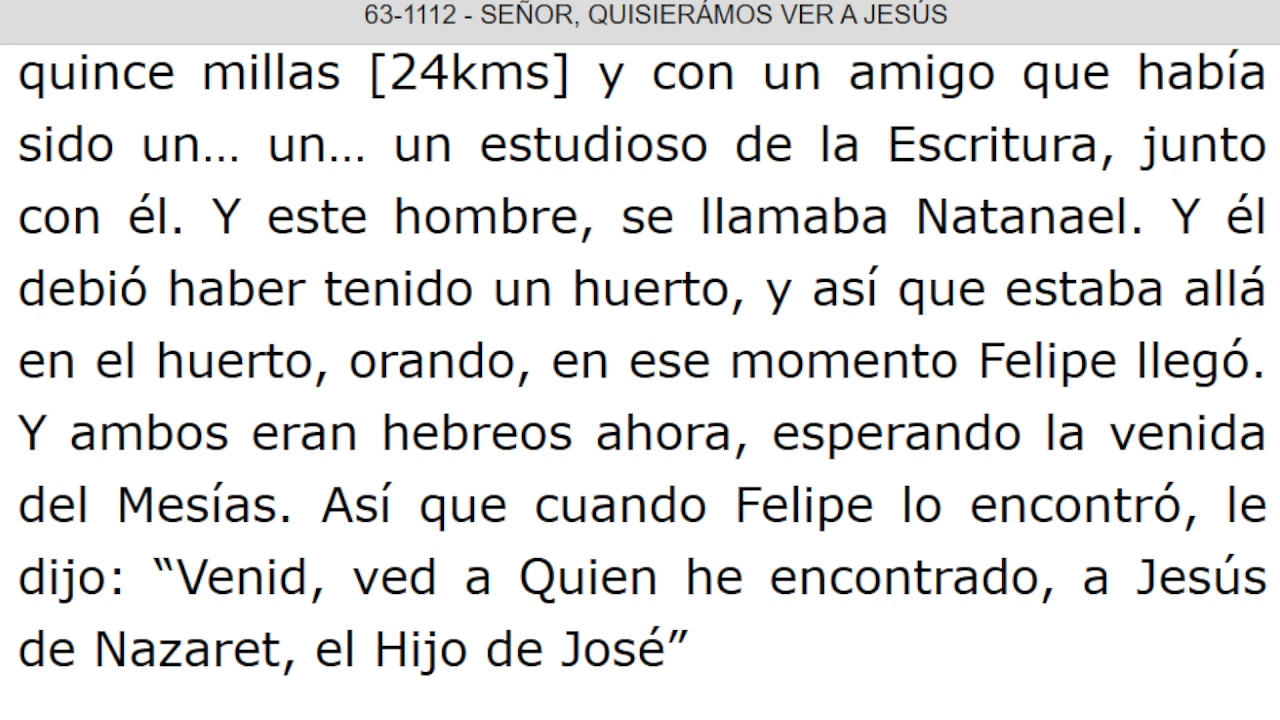 63-1112 - SEÑOR, QUISIERÁMOS VER A JESÚS
quince millas [24kms] y con un amigo que había
sido un… un… un estudioso de la Escritura, junto
con él. Y este hombre, se llamaba Natanael. Y él
debió haber tenido un huerto, y así que estaba allá
en el huerto, orando, en ese momento Felipe llegó.
Y ambos eran hebreos ahora, esperando la venida
del Mesías. Así que cuando Felipe lo encontró, le
dijo: “Venid, ved a Quien he encontrado, a Jesús
de Nazaret, el Hijo de José”